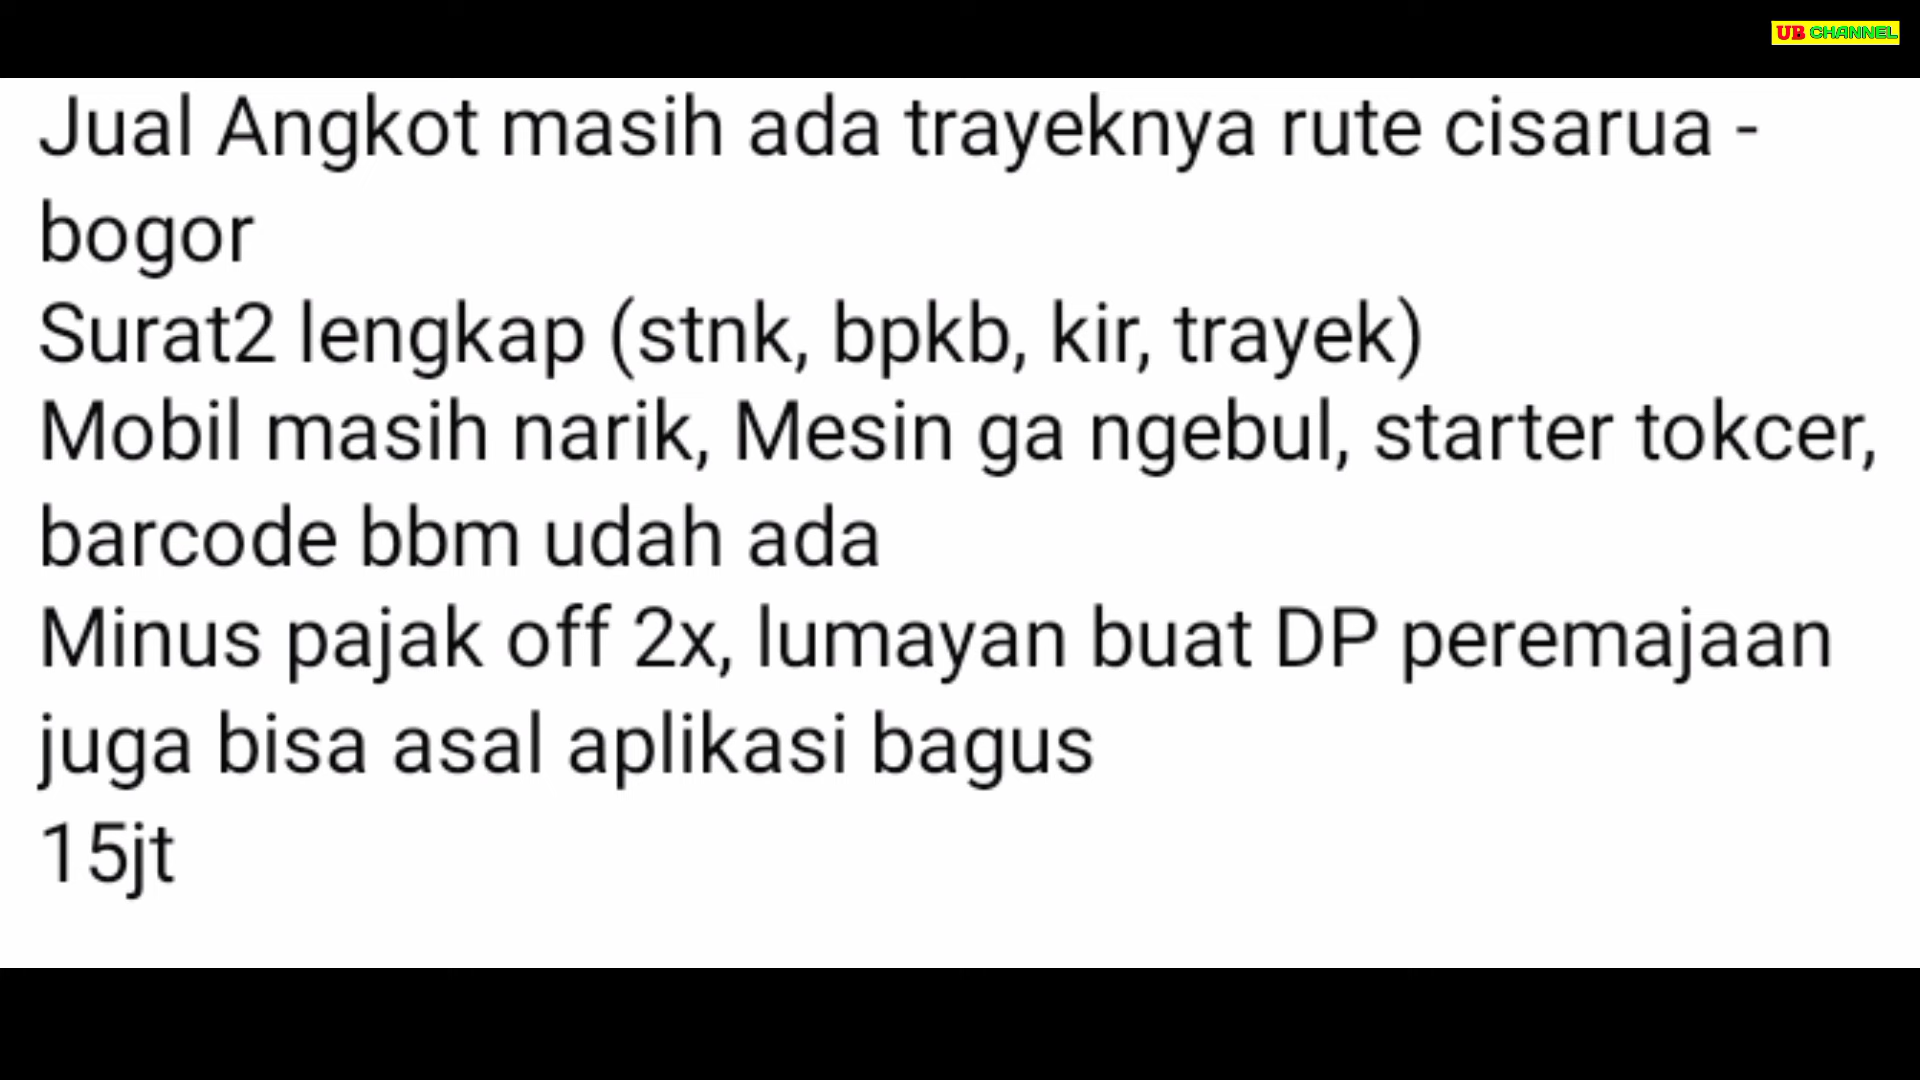 UB CHANNEL
Jual Angkot masih ada trayeknya rute cisarua -
bogor
Surat2 lengkap (stnk, bpkb, kir, trayek)
Mobil masih narik, Mesin ga ngebul, starter tokcer,
barcode bbm udah ada
Minus pajak off 2x, lumayan buat DP peremajaan
juga bisa asal aplikasi bagus
15jt